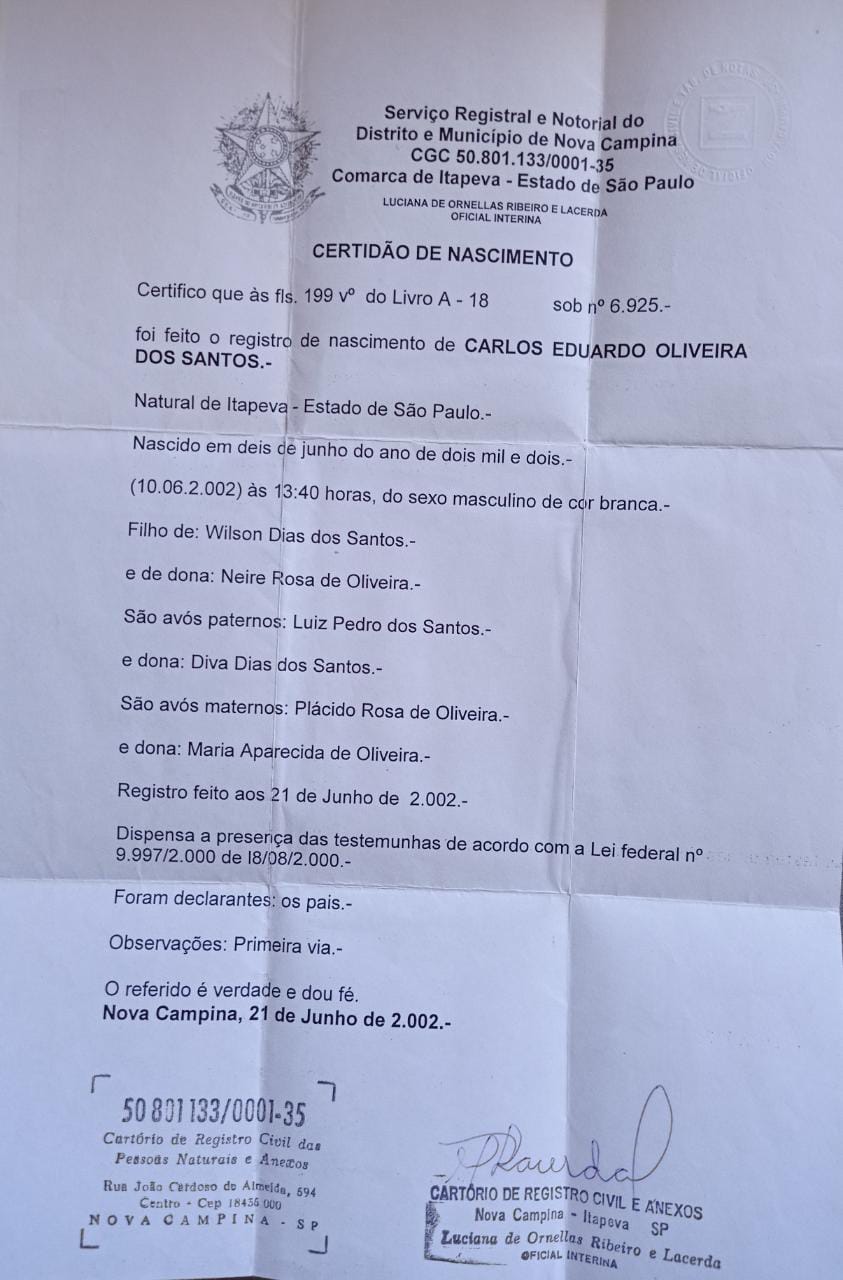 Serviço Registral e Notorial do
Distrito e Município de Nova Campina
CGC 50.801.133/0001-35
Comarca de Itapeva - Estado de São Paulo
LUCIANA DE ORNELLAS RIBEIRO E LACERDA
OFICIAL INTERINA
CERTIDÃO DE NASCIMENTO
Certifico que às fls. 199 vº do Livro A - 18 sob nº 6.925.-
foi feito o registro de nascimento de CARLOS EDUARDO OLIVEIRA
DOS SANTOS.-
Natural de Itapeva - Estado de São Paulo.-
Nascido em deis de junho do ano de dois mil e dois.-
(10.06.2.002) às 13:40 horas, do sexo masculino de cor branca.-
Filho de: Wilson Dias dos Santos.-
e de dona: Neire Rosa de Oliveira.-
São avós paternos: Luiz Pedro dos Santos.-
e dona: Diva Dias dos Santos.-
São avós maternos: Plácido Rosa de Oliveira.-
e dona: Maria Aparecida de Oliveira.-
Registro feito aos 21 de Junho de 2.002.-
Dispensa a presença das testemunhas de acordo com a Lei federal nº
9.997/2.000 de I8/08/2.000.-
Foram declarantes: os pais.-
Observações: Primeira via.-
O referido é verdade e dou fé.
Nova Campina, 21 de Junho de 2.002.-
50 801 133/0001-35
Cartório de Registro Civil das
Pessoas Naturais e Anexos
Rua João Cardoso de Almeida, 594
Centro - Cep 18435 000
NOVA CAMPINA - SP
CARTÓRIO DE REGISTRO CIVIL E ANEXOS
Nova Campina - Itapeva SP
Luciana de Ornellas Ribeiro e Lacerda
OFICIAL INTERINA